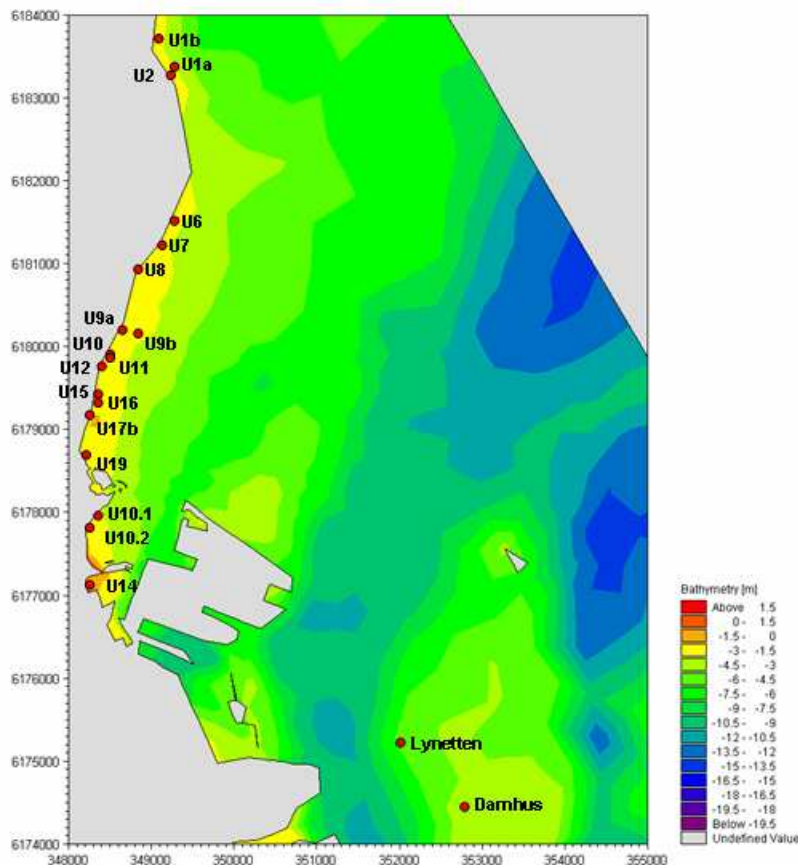 6184000
U1b
U1a
U2
6183000
6182000
U6
U7
6181000
U8
U9a
U9b
6180000
U10
U11
U12
U15
U16
6179000
U17b
U19
6178000
U10.1
U10.2
U14
6177000
6176000
Lynetten
6175000
Damhus
6174000
348000 349000 350000 351000 352000 353000 354000
Bathymetry [m]
Above 1.5
0 - 1.5
-1.5 - 0
-3 - -1.5
-4.5 - -3
-6 - -4.5
-7.5 - -6
-9 - -7.5
-10.5 - -9
-12 - -10.5
-13.5 - -12
-15 - -13.5
-16.5 - -15
-18 - -16.5
-19.5 - -18
Below -19.5
Undefined Value